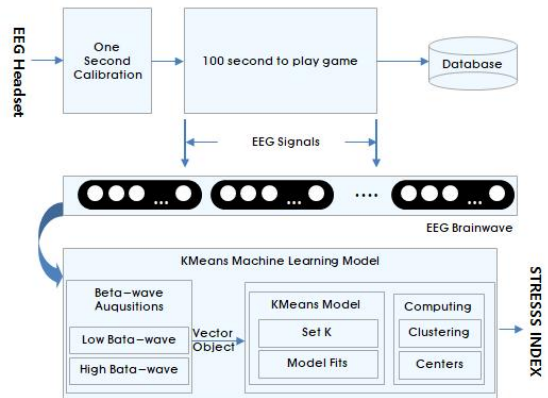 EEG Headset
One
Second
Calibration
100 second to play game
Database
EEG Signals
....
... 
... 
...
EEG Brainwave
KMeans Machine Learning Model
Beta-wave
Auqusitions
Low Bata-wave
High Bata-wave
Vector
Object
KMeans Model
Set K
Model Fits
Computing
Clustering
Centers
STRESSS INDEX